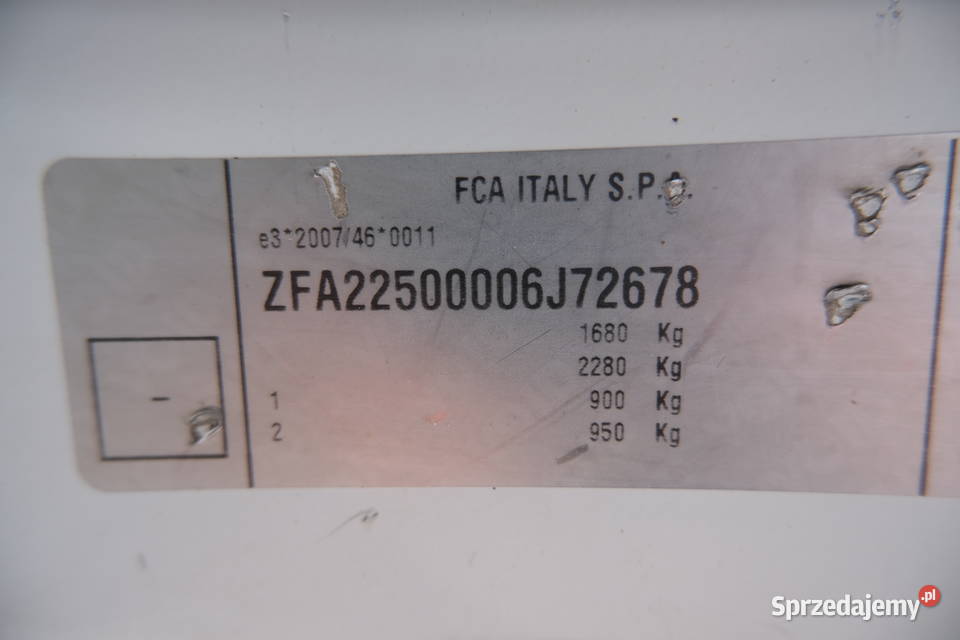 FCA ITALY S.P.A.
e3*2007/46*0011
ZFA22500006J72678
1680 Kg
2280 Kg
1 900 Kg
2 950 Kg
-
Sprzedajemy.pl